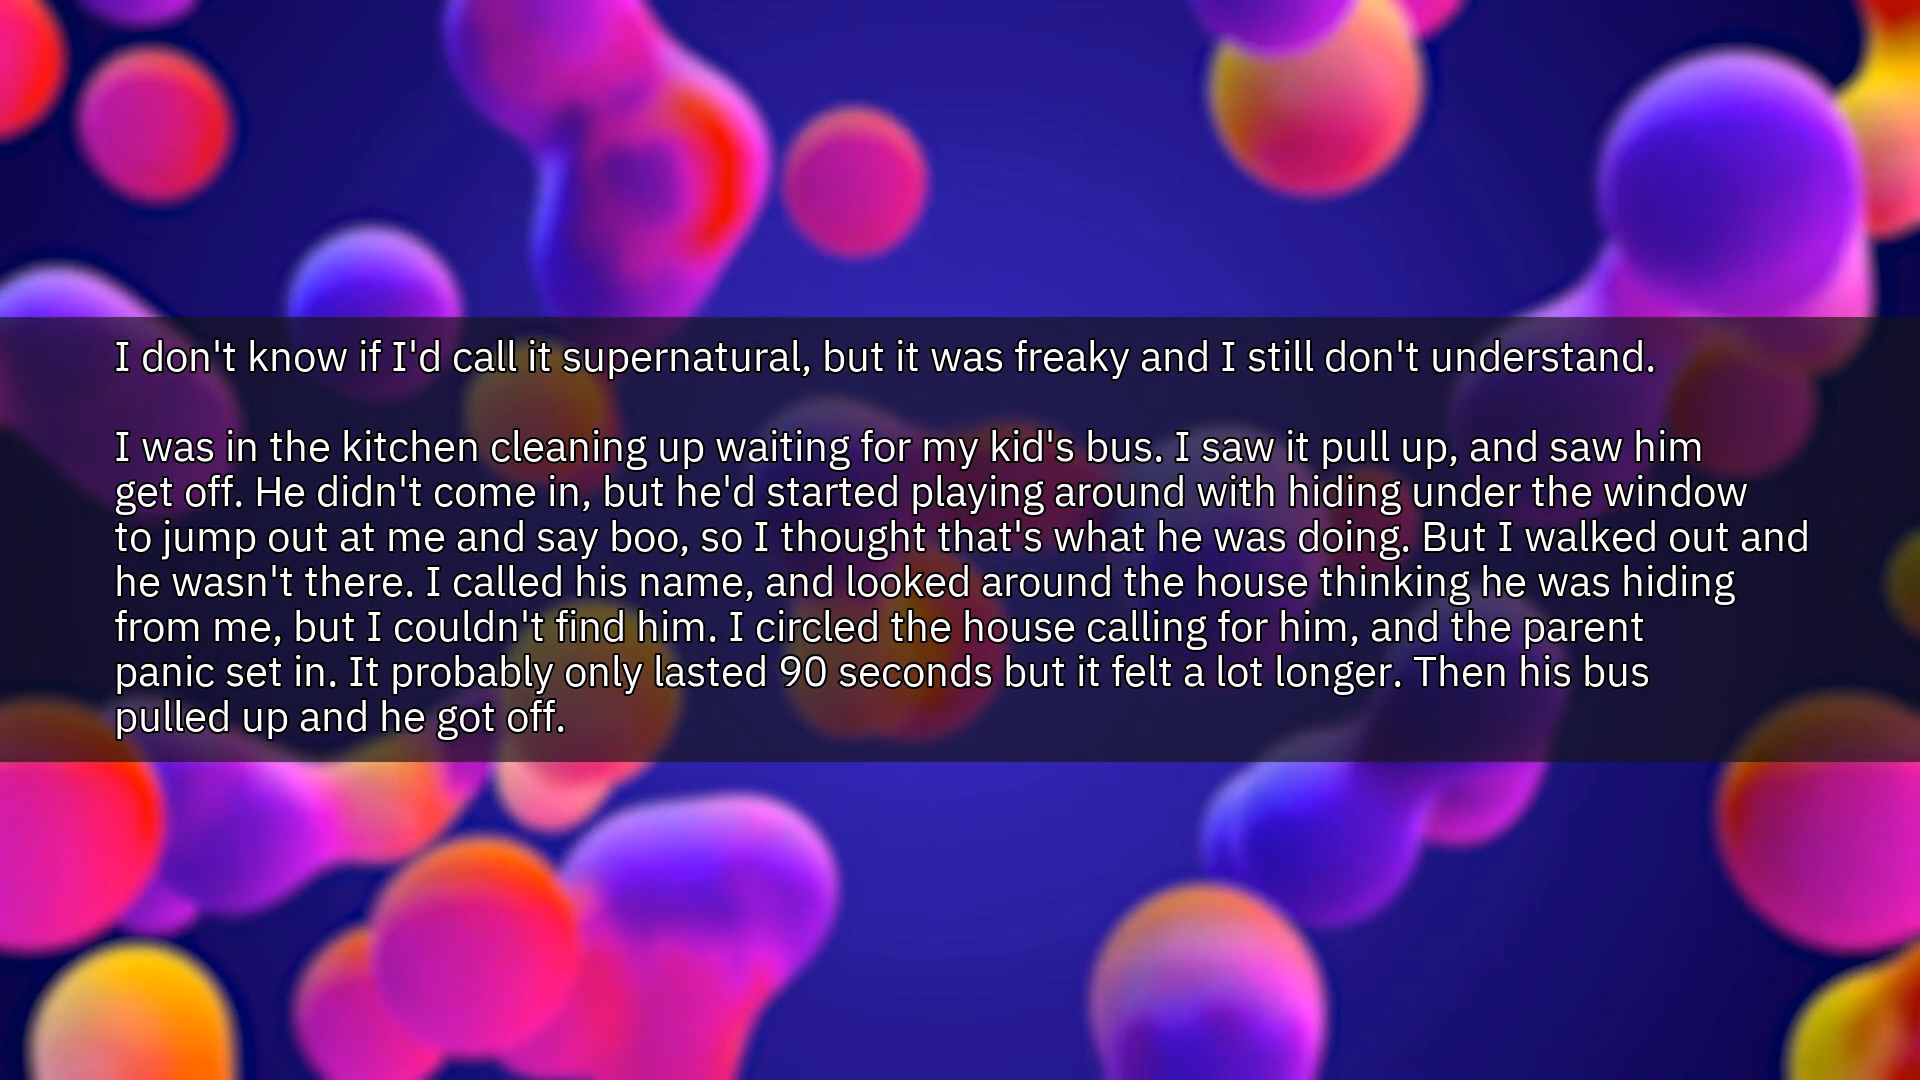 I don't know if I'd call it supernatural, but it was freaky and I still don't understand.
I was in the kitchen cleaning up waiting for my kid's bus. I saw it pull up, and saw him
get off. He didn't come in, but he'd started playing around with hiding under the window
to jump out at me and say boo, so I thought that's what he was doing. But I walked out and
he wasn't there. I called his name, and looked around the house thinking he was hiding
from me, but I couldn't find him. I circled the house calling for him, and the parent
panic set in. It probably only lasted 90 seconds but it felt a lot longer. Then his bus
pulled up and he got off.